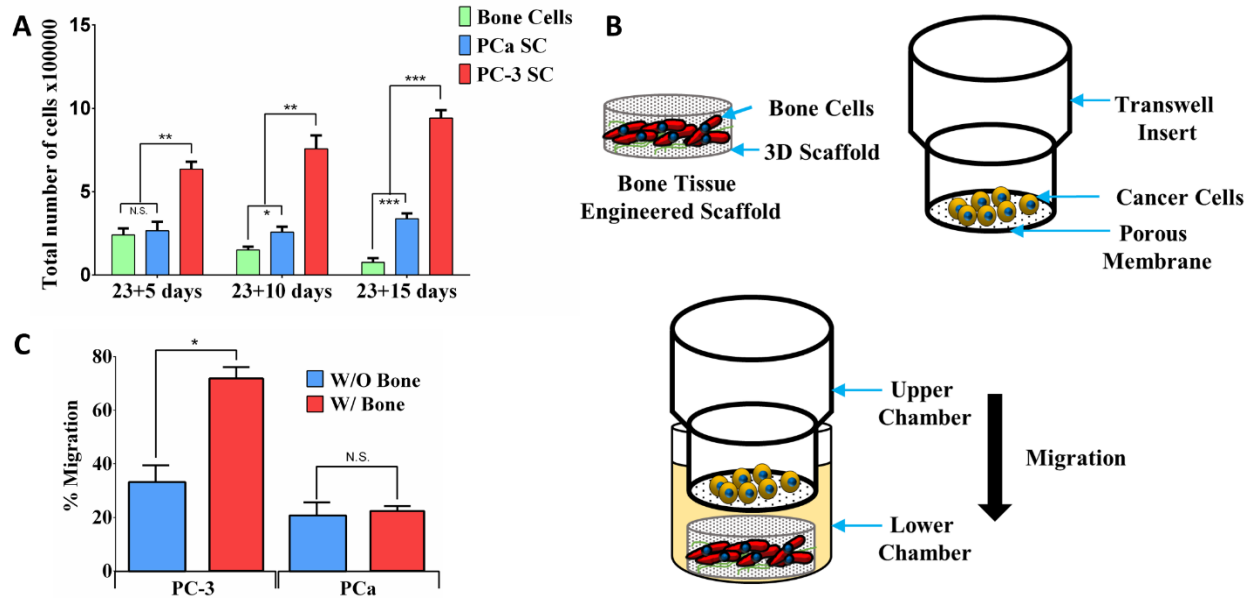 A
Total number of cells x100000
15
10
5
0
Bone Cells
PCa SC
PC-3 SC
N.S.
**
*
**
***
***
23+5 days
23+10 days
23+15 days
B
Bone Cells
3D Scaffold
Bone Tissue
Engineered Scaffold
Transwell
Insert
Cancer Cells
Porous
Membrane
Upper
Chamber
Migration
Lower
Chamber
C
% Migration
80
60
40
20
0
*
W/O Bone
W/ Bone
N.S.
PC-3
PCa